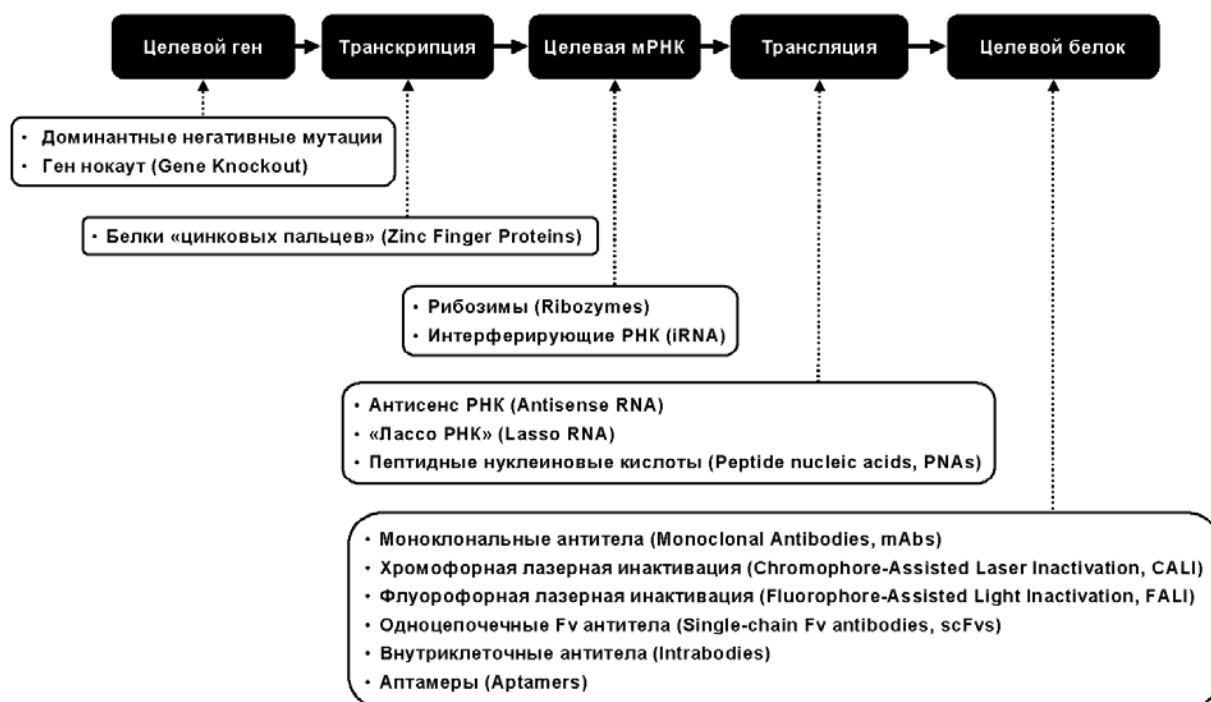 Целевой ген
Транскрипция
Целевая мРНК
Трансляция
Целевой белок
• Доминантные негативные мутации
• Ген нокаут (Gene Knockout)
• Белки «цинковых пальцев» (Zinc Finger Proteins)
• Рибозимы (Ribozymes)
• Интерферирующие РНК (iRNA)
• Антисенс РНК (Antisense RNA)
• «Лассо РНК» (Lasso RNA)
• Пептидные нуклеиновые кислоты (Peptide nucleic acids, PNAs)
• Моноклональные антитела (Monoclonal Antibodies, mAbs)
• Хромофорная лазерная инактивация (Chromophore-Assisted Laser Inactivation, CALI)
• Флуорофорная лазерная инактивация (Fluorophore-Assisted Light Inactivation, FALI)
• Одноцепочечные Fv антитела (Single-chain Fv antibodies, scFvs)
• Внутриклеточные антитела (Intrabodies)
• Аптамеры (Aptamers)